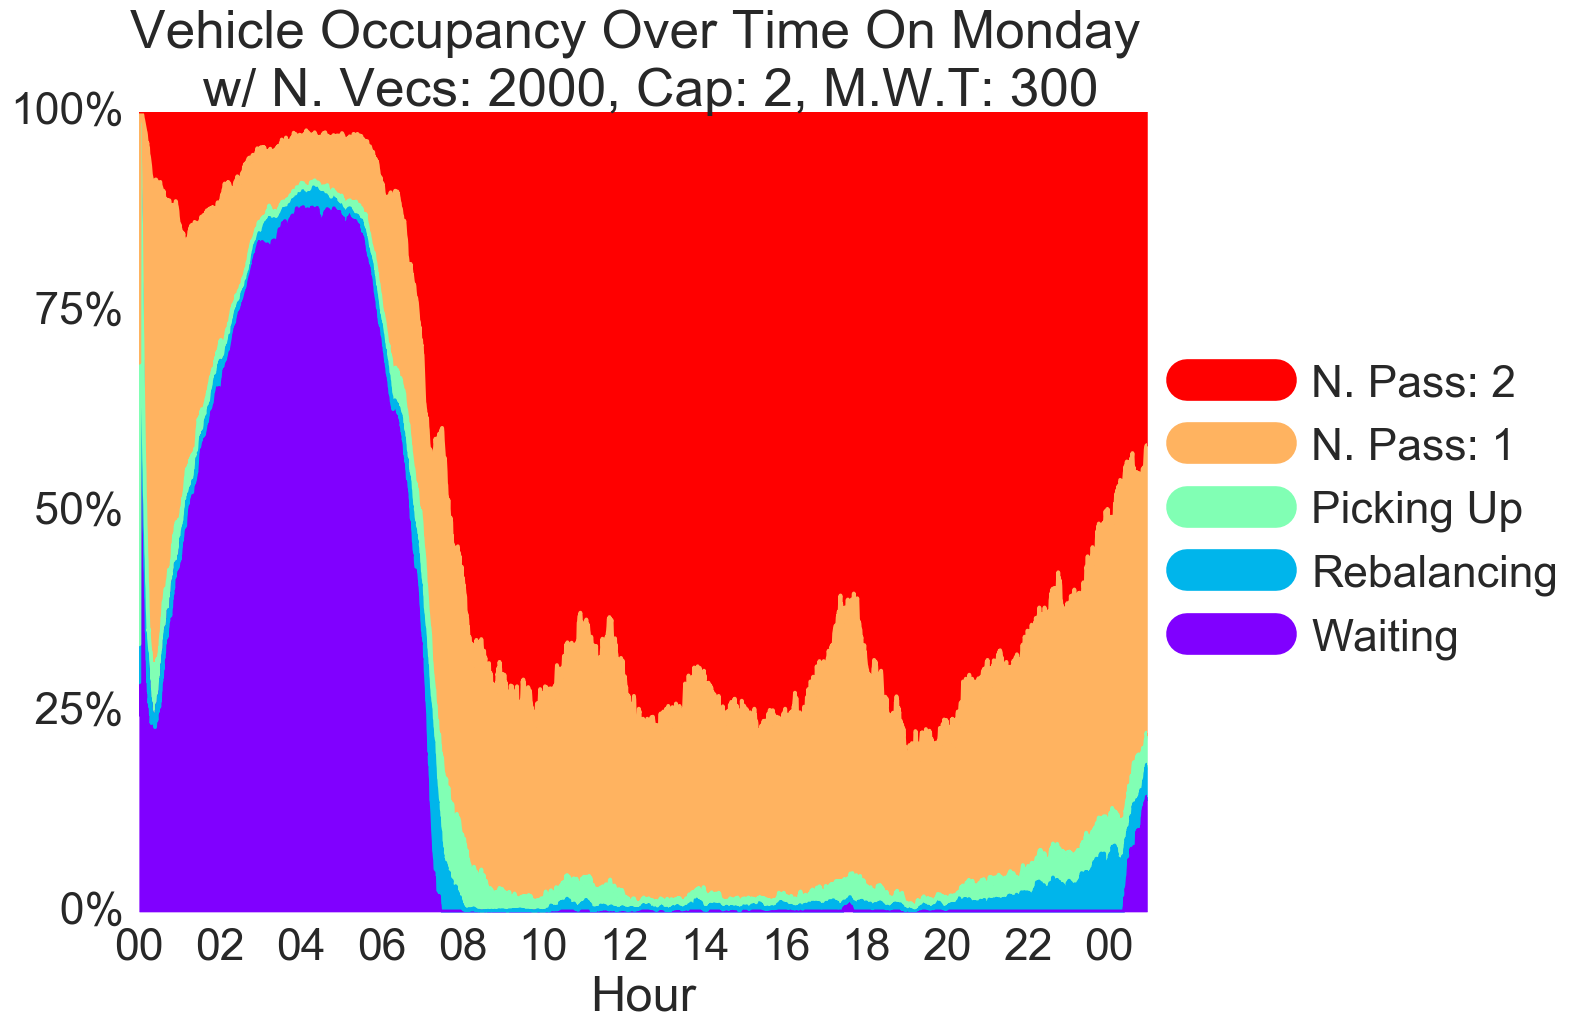 Vehicle Occupancy Over Time On Monday
w/ N. Vecs: 2000, Cap: 2, M.W.T: 300
100%
75%
50%
25%
0%
00 02 04 06 08 10 12 14 16 18 20 22 00
Hour
N. Pass: 2
N. Pass: 1
Picking Up
Rebalancing
Waiting